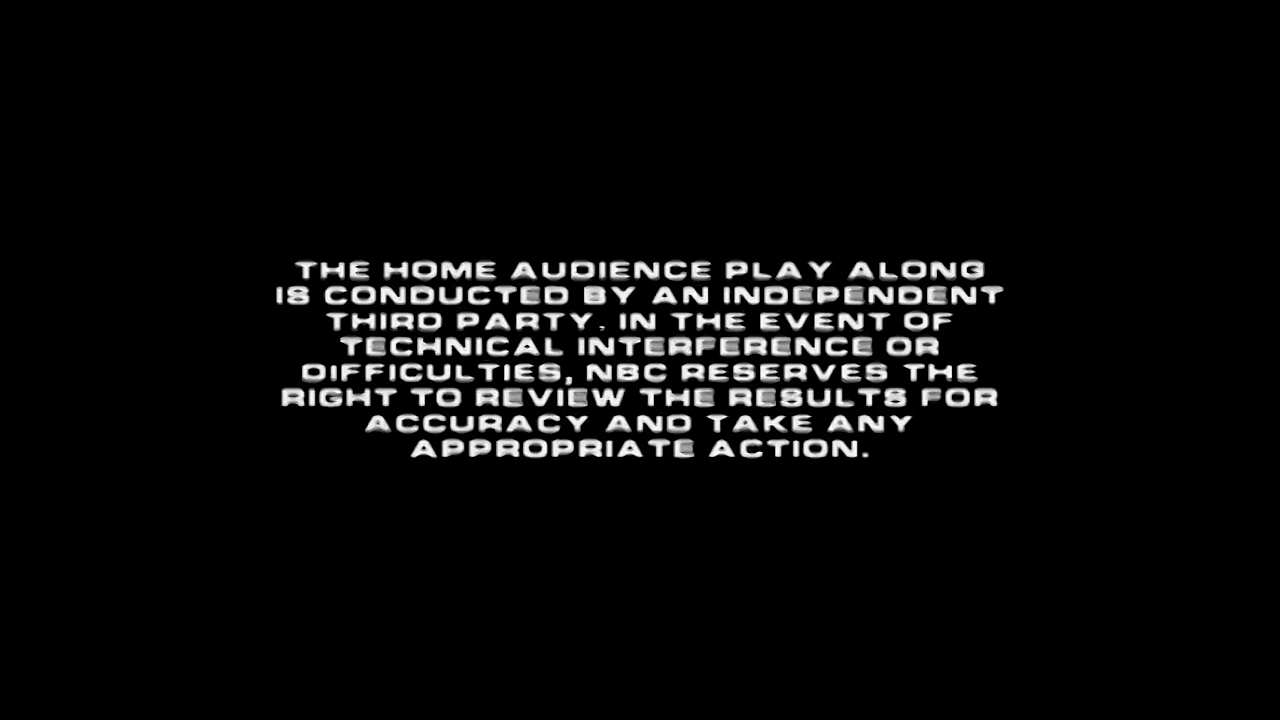 THE HOME AUDIENCE PLAY ALONG
IS CONDUCTED BY AN INDEPENDENT
THIRD PARTY. IN THE EVENT OF
TECHNICAL INTERFERENCE OR
DIFFICULTIES, NBC RESERVES THE
RIGHT TO REVIEW THE RESULTS FOR
ACCURACY AND TAKE ANY
APPROPRIATE ACTION.